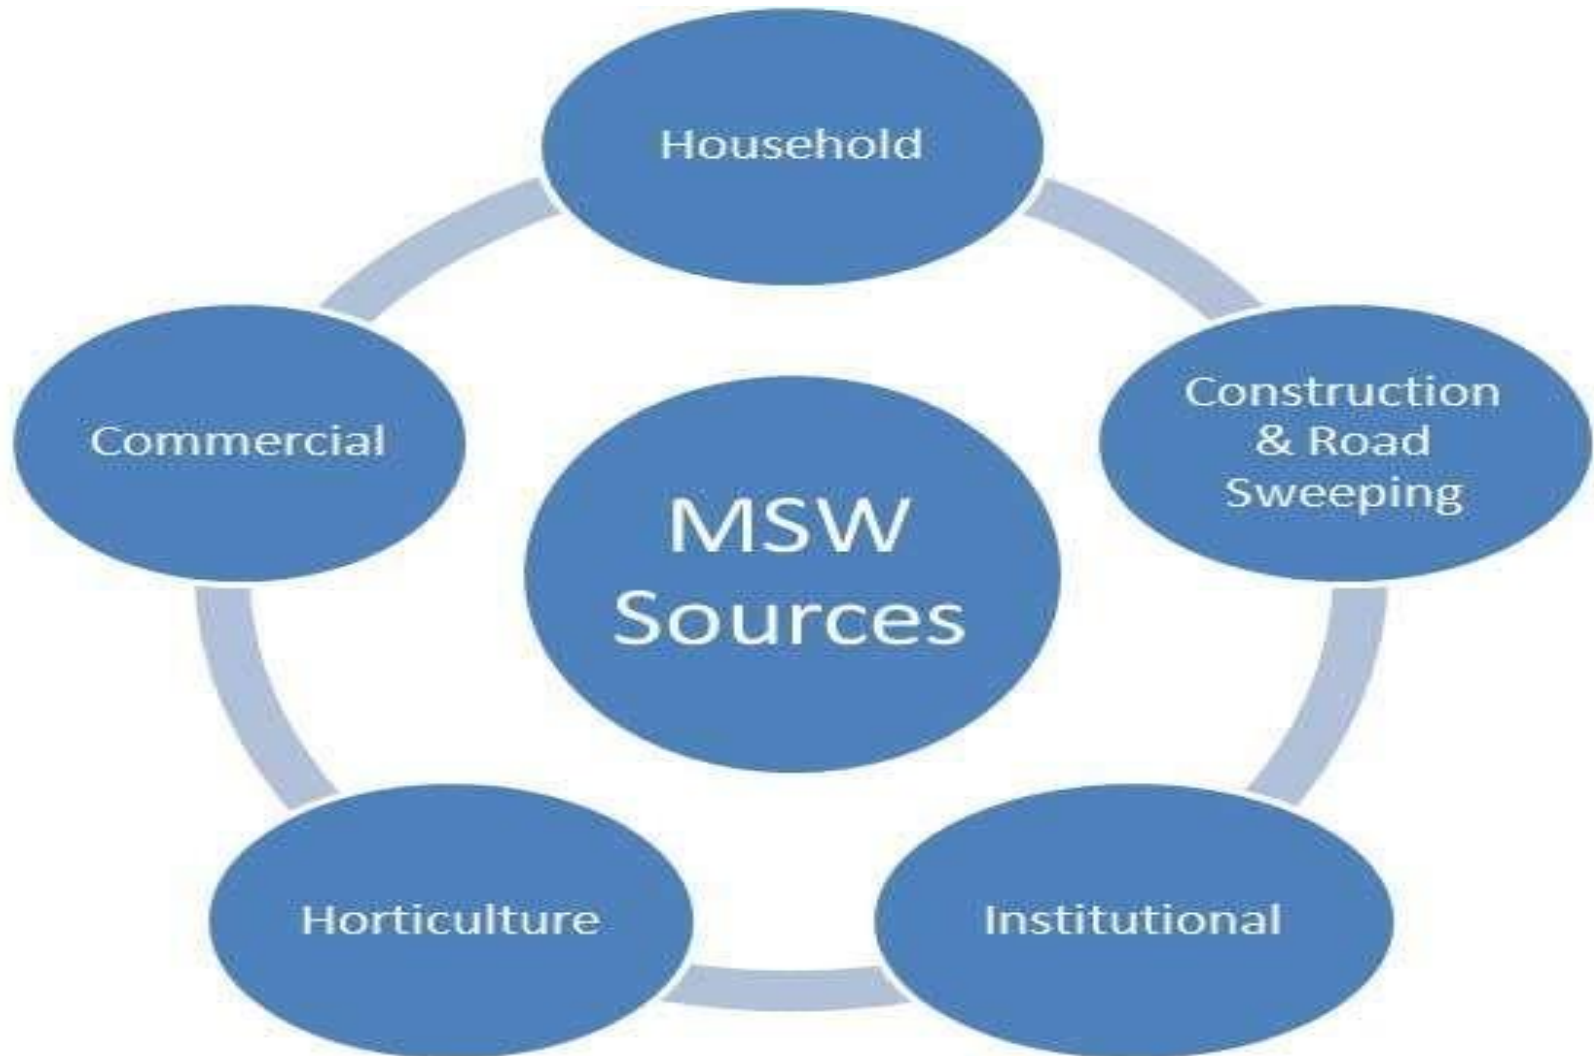 Household
Commercial
Construction
& Road
Sweeping
MSW
Sources
Horticulture
Institutional